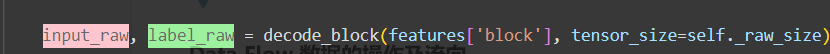 input_raw, label_raw = decode_block(features['block'], tensor_size=self._raw_size)